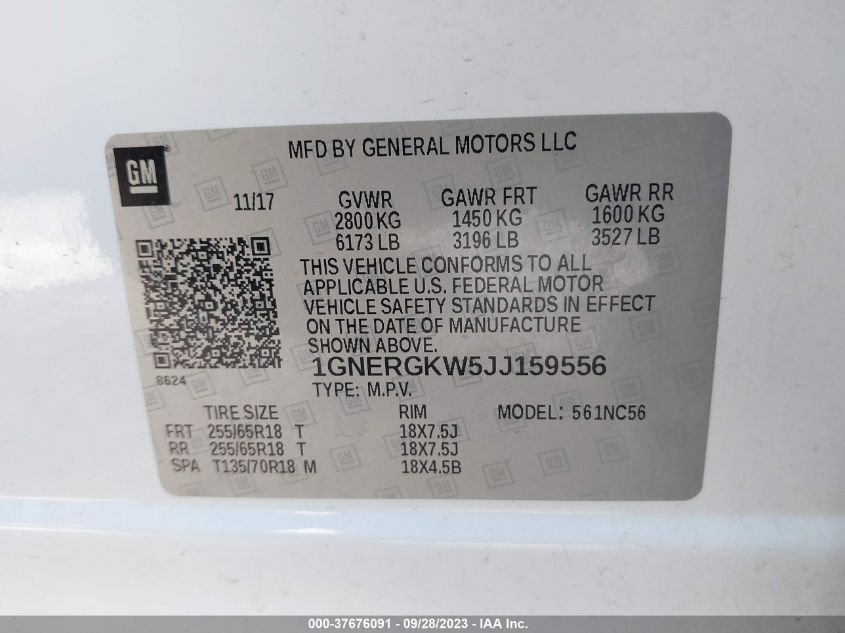 GM
MFD BY GENERAL MOTORS LLC
11/17 GVWR GAWR FRT GAWR RR
2800 KG 1450 KG 1600 KG
6173 LB 3196 LB 3527 LB
THIS VEHICLE CONFORMS TO ALL
APPLICABLE U.S. FEDERAL MOTOR
VEHICLE SAFETY STANDARDS IN EFFECT
ON THE DATE OF MANUFACTURE
SHOWN ABOVE.
1GNERGKW5JJ159556
8624
TYPE: M.P.V.
TIRE SIZE RIM MODEL: 561NC56
FRT 255/65R18 T 18X7.5J
RR 255/65R18 T 18X7.5J
SPA T135/70R18 M 18X4.5B
000-37676091 - 09/28/2023 - IAA Inc.